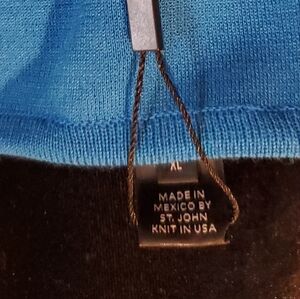 XL
MADE IN
MEXICO BY
ST. JOHN
KNIT IN USA